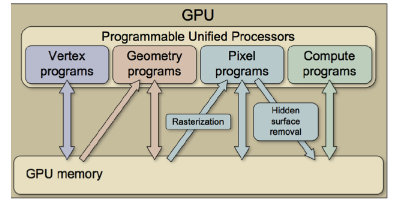 GPU
Programmable Unified Processors
Vertex
programs
Geometry
programs
Pixel
programs
Compute
programs
Rasterization
Hidden
surface
removal
GPU memory